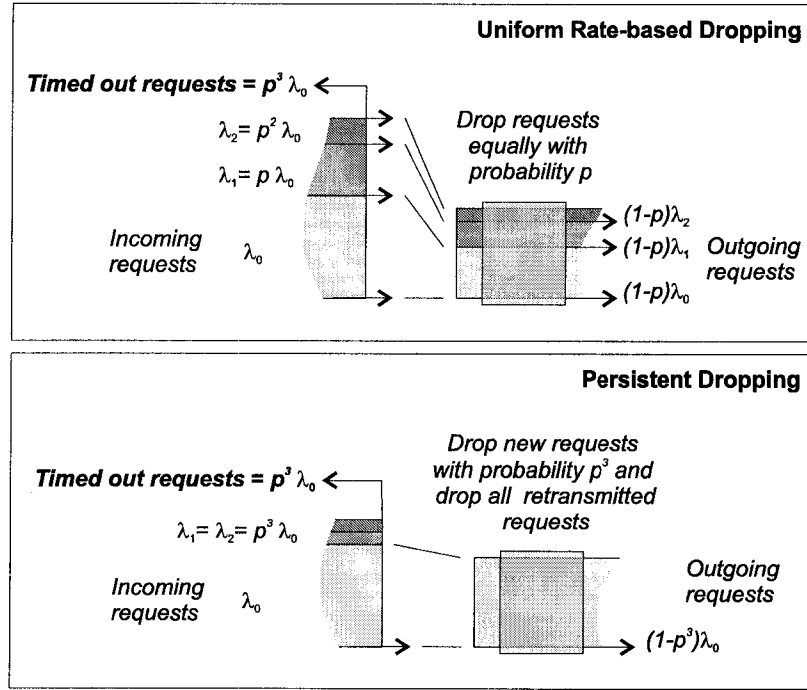 Uniform Rate-based Dropping
Timed out requests = p³ λ₀
λ₂= p² λ₀
λ₁= p λ₀
Incoming
requests
λ₀
Drop requests
equally with
probability p
(1-p)λ₂
(1-p)λ₁
(1-p)λ₀
Outgoing
requests
Persistent Dropping
Timed out requests = p³ λ₀
λ₁= λ₂= p³ λ₀
Incoming
requests
λ₀
Drop new requests
with probability p³ and
drop all retransmitted
requests
Outgoing
requests
(1-p³)λ₀